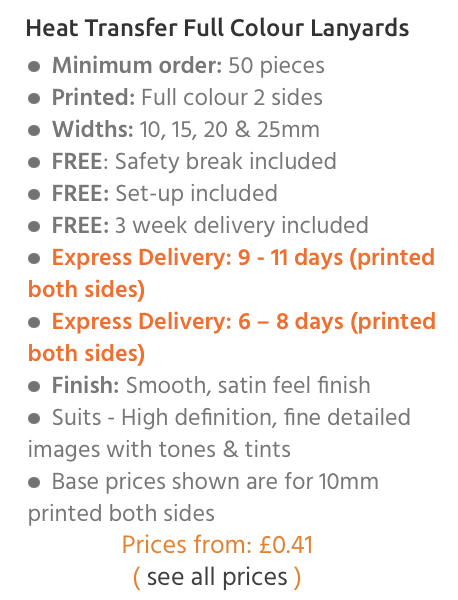 Heat Transfer Full Colour Lanyards
● Minimum order: 50 pieces
● Printed: Full colour 2 sides
● Widths: 10, 15, 20 & 25mm
● FREE: Safety break included
● FREE: Set-up included
● FREE: 3 week delivery included
● Express Delivery: 9 - 11 days (printed
both sides)
● Express Delivery: 6 – 8 days (printed
both sides)
● Finish: Smooth, satin feel finish
● Suits - High definition, fine detailed
images with tones & tints
● Base prices shown are for 10mm
printed both sides
Prices from: £0.41
( see all prices )